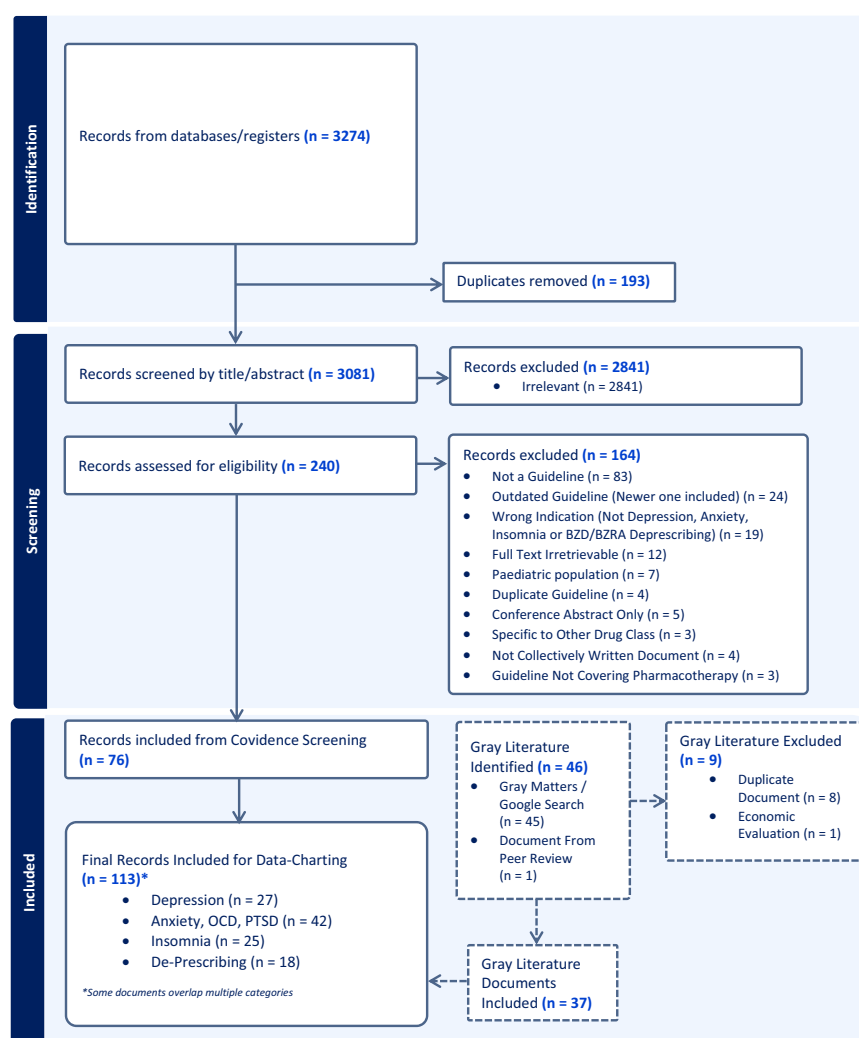 Identification
Records from databases/registers (n = 3274)
Duplicates removed (n = 193)
Screening
Records screened by title/abstract (n = 3081)
Records excluded (n = 2841)
● Irrelevant (n = 2841)
Records assessed for eligibility (n = 240)
Records excluded (n = 164)
● Not a Guideline (n = 83)
● Outdated Guideline (Newer one included) (n = 24)
● Wrong Indication (Not Depression, Anxiety,
Insomnia or BZD/BZRA Deprescribing) (n = 19)
● Full Text Irretrievable (n = 12)
● Paediatric population (n = 7)
● Duplicate Guideline (n = 4)
● Conference Abstract Only (n = 5)
● Specific to Other Drug Class (n = 3)
● Not Collectively Written Document (n = 4)
● Guideline Not Covering Pharmacotherapy (n = 3)
Included
Records included from Covidence Screening
(n = 76)
Gray Literature
Identified (n = 46)
● Gray Matters /
Google Search
(n = 45)
● Document From
Peer Review
(n = 1)
Gray Literature Excluded
(n = 9)
● Duplicate
Document (n = 8)
● Economic
Evaluation (n = 1)
Final Records Included for Data-Charting
(n = 113)*
● Depression (n = 27)
● Anxiety, OCD, PTSD (n = 42)
● Insomnia (n = 25)
● De-Prescribing (n = 18)
*Some documents overlap multiple categories
Gray Literature
Documents
Included (n = 37)